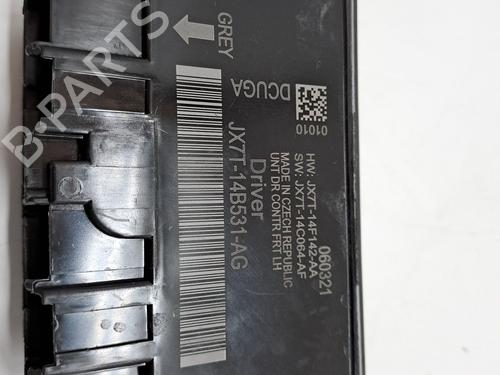 GREY
DCUGA
01010
JX7T-14B531-AG
Driver
UNT DR CONTR FRT LH
MADE IN CZECH REPUBLIC
SW: JX7T-14C064-AF
HW: JX7T-14F142-AA
060321
B-PARTS